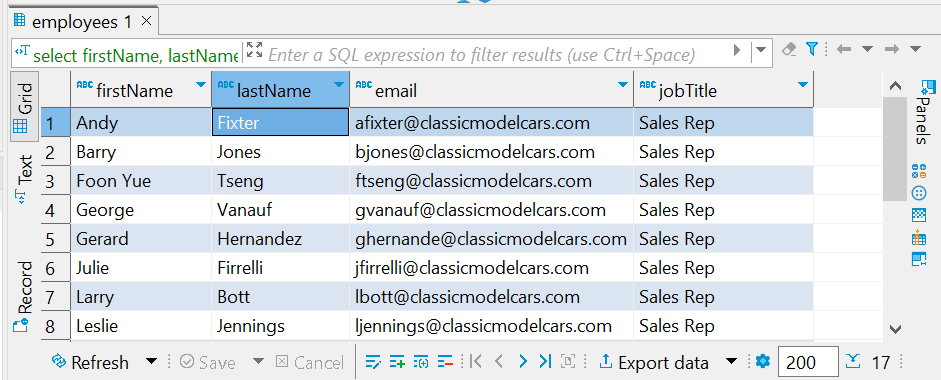 employees 1
select firstName, lastName Enter a SQL expression to filter results (use Ctrl+Space)
Grid
Text
Record
ABC firstName ABC lastName ABC email ABC jobTitle
1 Andy Fixter afixter@classicmodelcars.com Sales Rep
2 Barry Jones bjones@classicmodelcars.com Sales Rep
3 Foon Yue Tseng ftseng@classicmodelcars.com Sales Rep
4 George Vanauf gvanauf@classicmodelcars.com Sales Rep
5 Gerard Hernandez ghernande@classicmodelcars.com Sales Rep
6 Julie Firrelli jfirrelli@classicmodelcars.com Sales Rep
7 Larry Bott lbott@classicmodelcars.com Sales Rep
8 Leslie Jennings ljennings@classicmodelcars.com Sales Rep
Panels
Refresh Save Cancel Export data 200 17